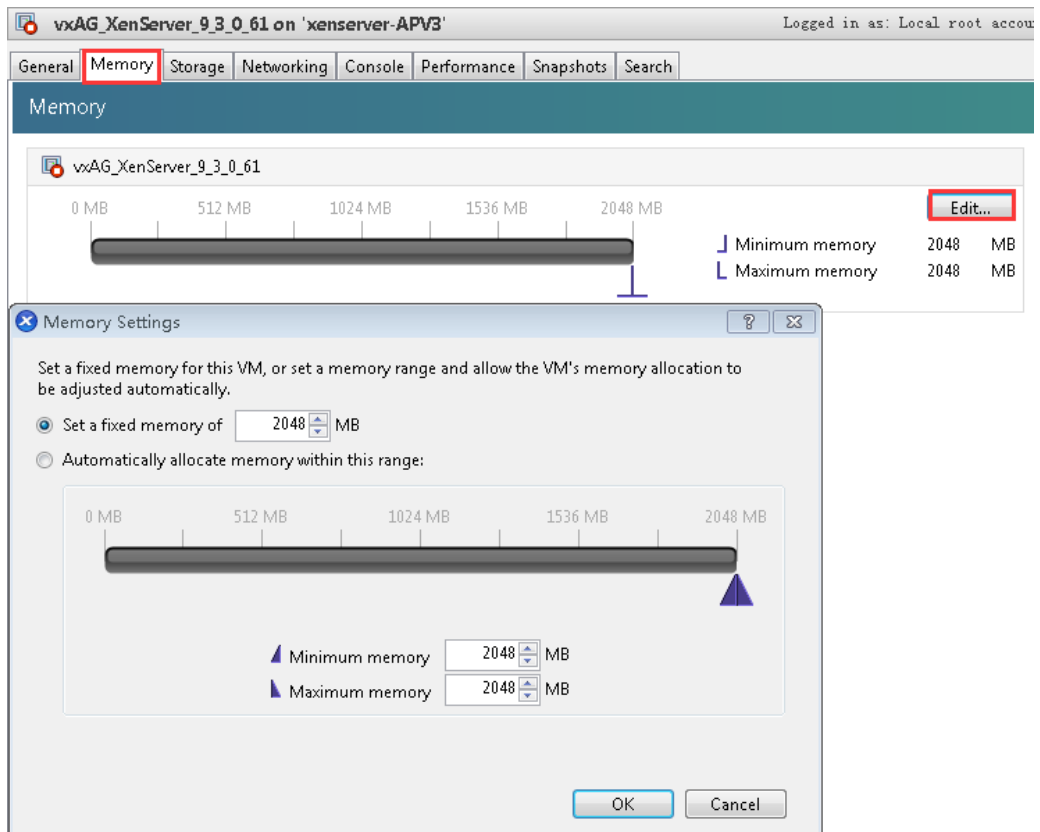 vxAG_XenServer_9_3_0_61 on 'xenserver-APV3' Logged in as: Local root accou
General Memory Storage Networking Console Performance Snapshots Search
Memory
vxAG_XenServer_9_3_0_61
0 MB 512 MB 1024 MB 1536 MB 2048 MB
Edit...
Minimum memory 2048 MB
Maximum memory 2048 MB
Memory Settings
Set a fixed memory for this VM, or set a memory range and allow the VM's memory allocation to
be adjusted automatically.
Set a fixed memory of 2048 MB
Automatically allocate memory within this range:
0 MB 512 MB 1024 MB 1536 MB 2048 MB
Minimum memory 2048 MB
Maximum memory 2048 MB
OK Cancel